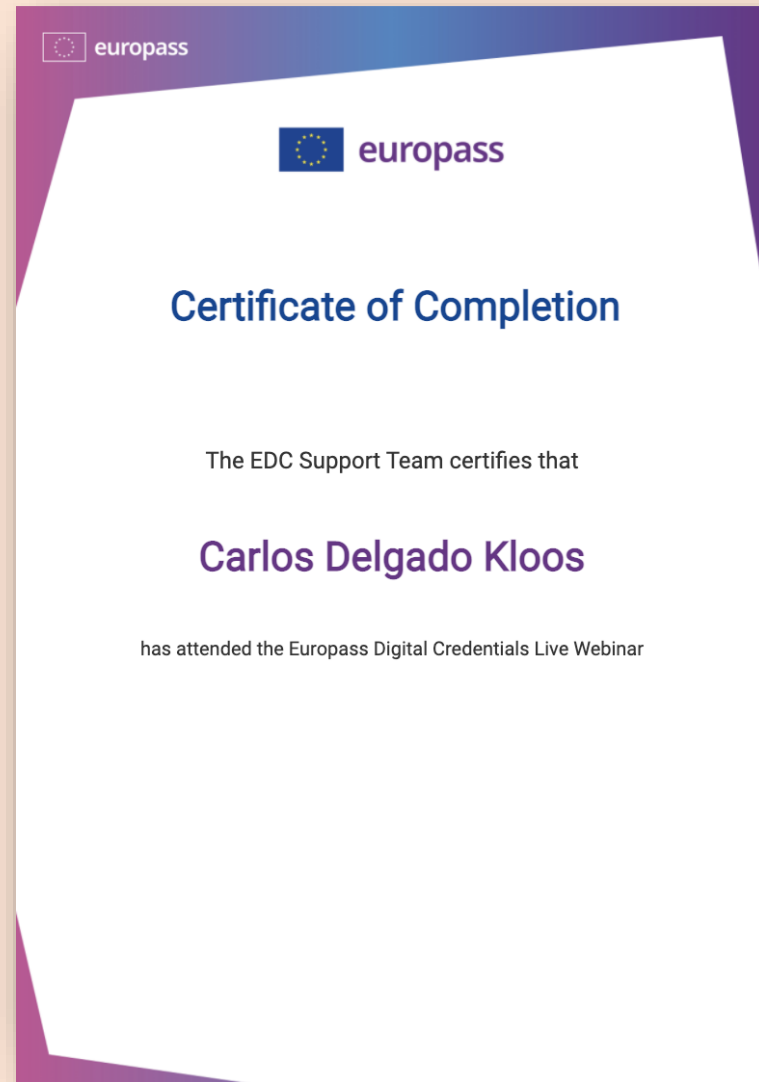 europass
europass
Certificate of Completion
The EDC Support Team certifies that
Carlos Delgado Kloos
has attended the Europass Digital Credentials Live Webinar